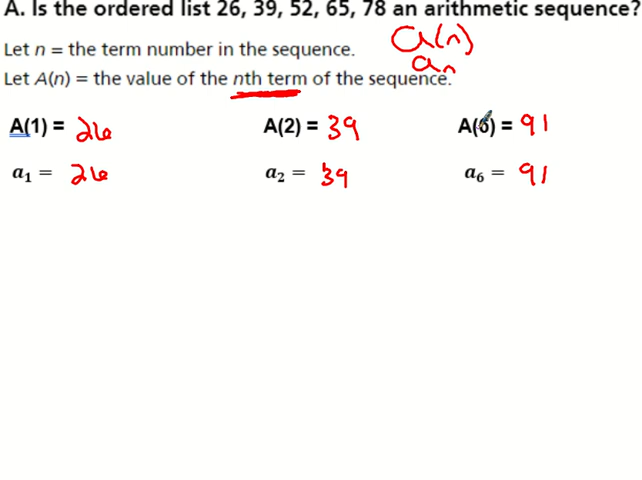 A. Is the ordered list 26, 39, 52, 65, 78 an arithmetic sequence?
Let n = the term number in the sequence.
a(n)
Let A(n) = the value of the nth term of the sequence.
an
A(1) = 26 A(2) = 39 A(6) = 91
a₁ = 26 a₂ = 39 a₆ = 91